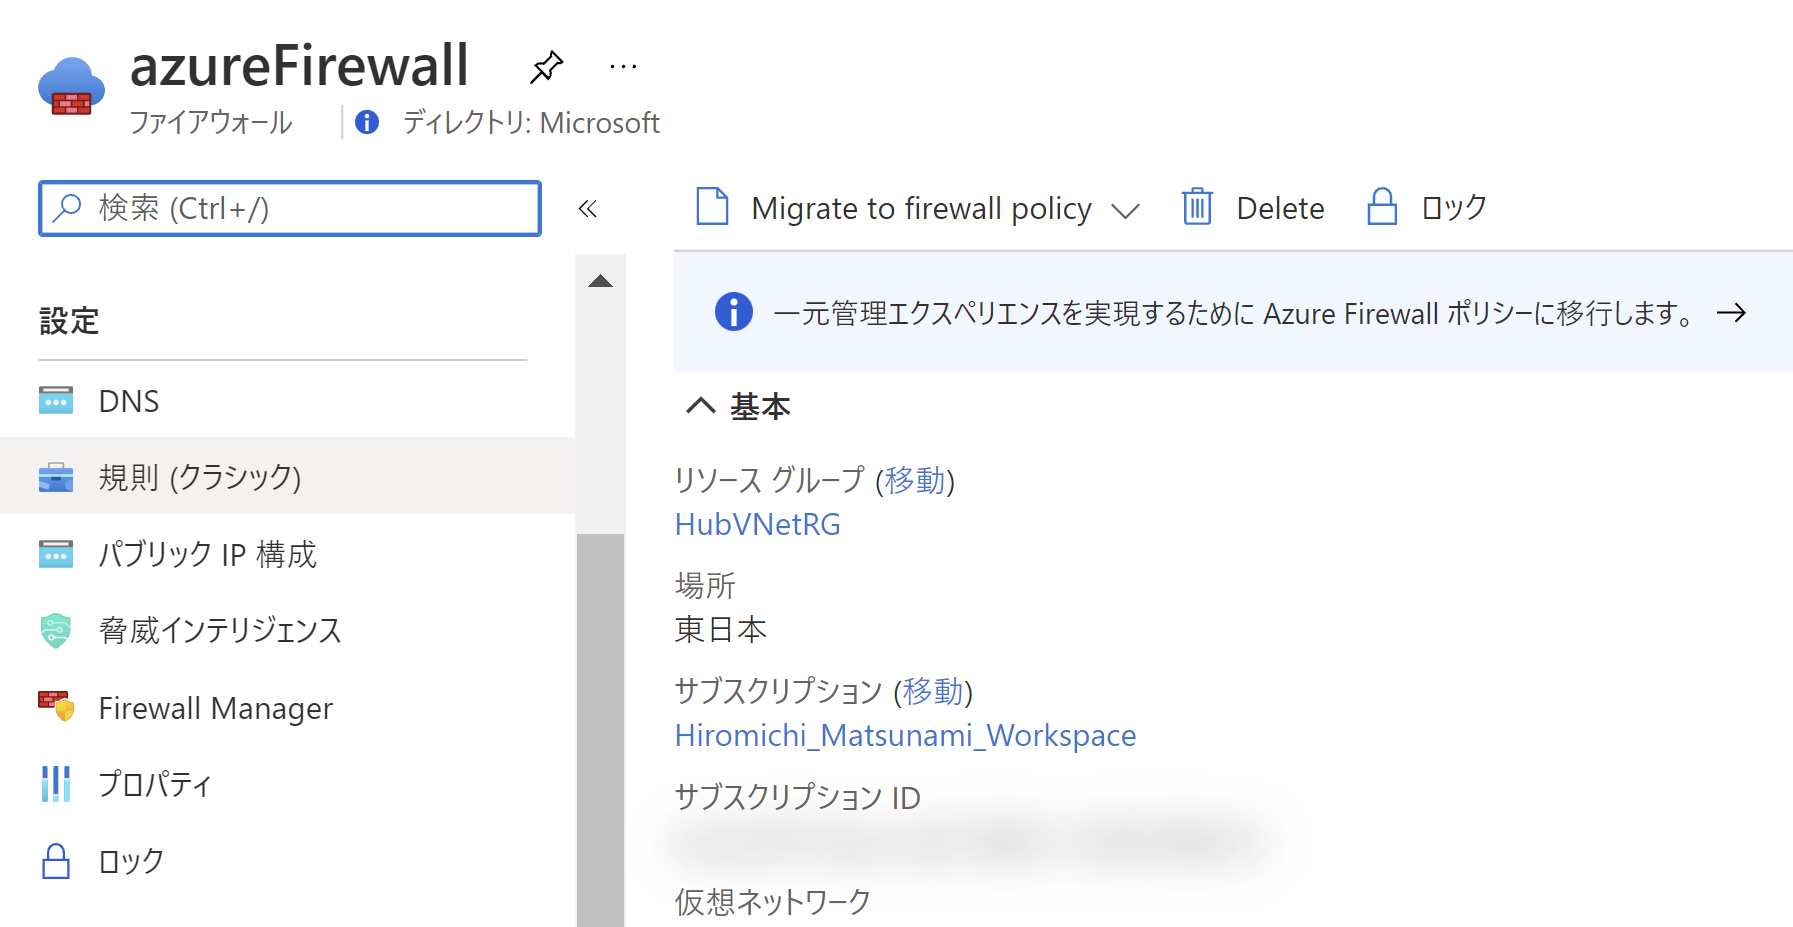 azureFirewall
ファイアウォール
ディレクトリ: Microsoft
検索 (Ctrl+/)
«
Migrate to firewall policy
Delete
ロック
一元管理エクスペリエンスを実現するために Azure Firewall ポリシーに移行します。 →
設定
DNS
規則 (クラシック)
パブリック IP 構成
脅威インテリジェンス
Firewall Manager
プロパティ
ロック
基本
リソース グループ (移動)
HubVNetRG
場所
東日本
サブスクリプション (移動)
Hiromichi_Matsunami_Workspace
サブスクリプション ID
仮想ネットワーク